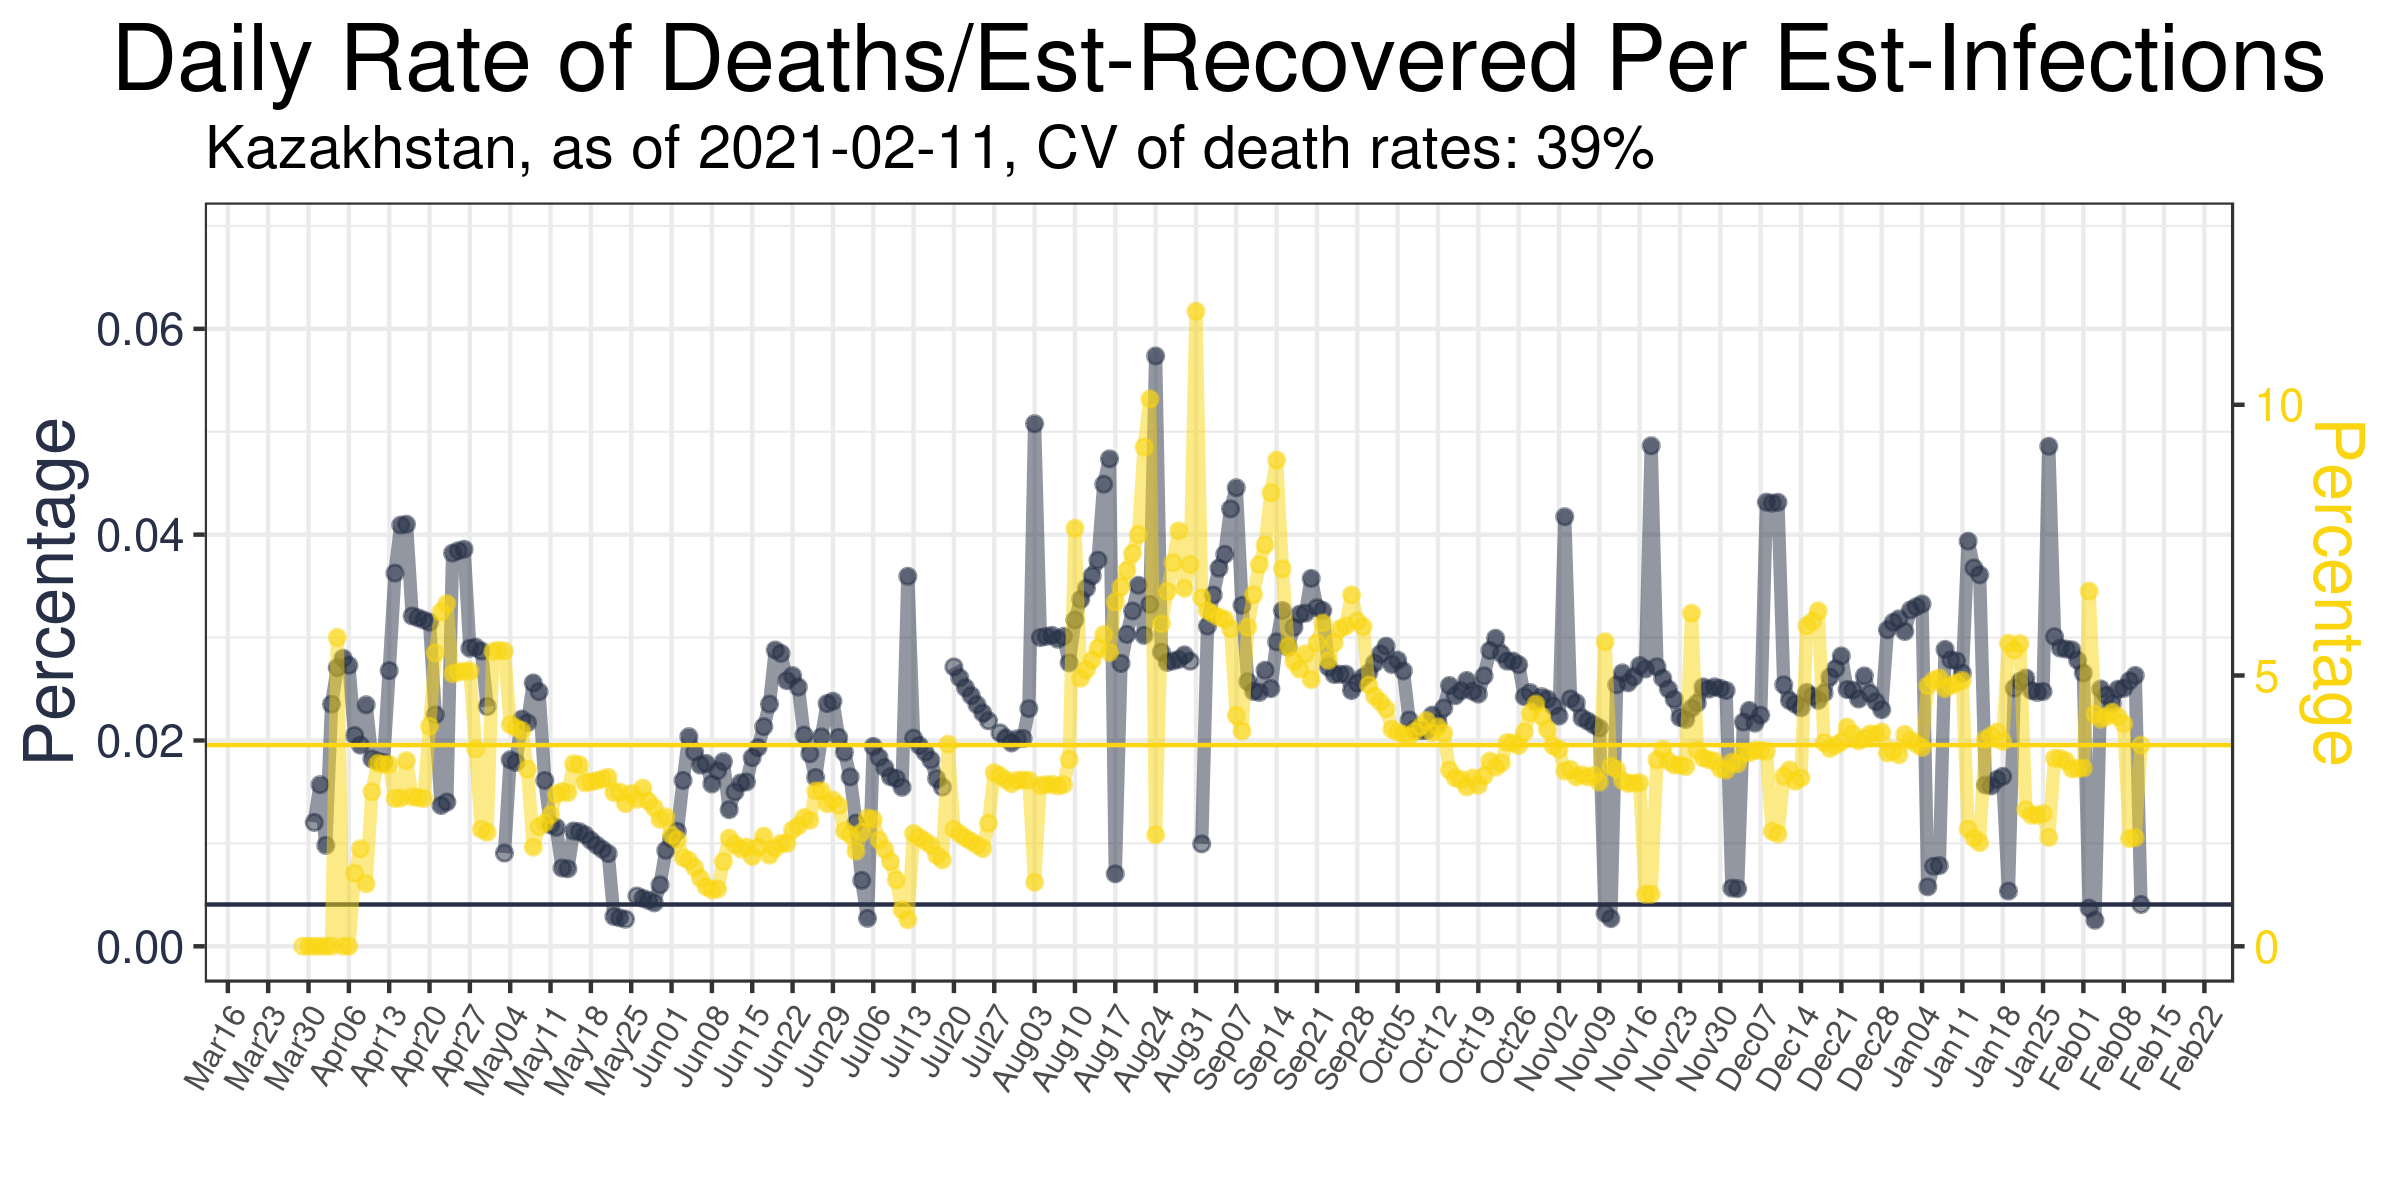 Daily Rate of Deaths/Est-Recovered Per Est-Infections
Kazakhstan, as of 2021-02-11, CV of death rates: 39%
Percentage
0.06
0.04
0.02
0.00
10
5
0
Percentage
Mar16
Mar23
Mar30
Apr06
Apr13
Apr20
Apr27
May04
May11
May18
May25
Jun01
Jun08
Jun15
Jun22
Jun29
Jul06
Jul13
Jul20
Jul27
Aug03
Aug10
Aug17
Aug24
Aug31
Sep07
Sep14
Sep21
Sep28
Oct05
Oct12
Oct19
Oct26
Nov02
Nov09
Nov16
Nov23
Nov30
Dec07
Dec14
Dec21
Dec28
Jan04
Jan11
Jan18
Jan25
Feb01
Feb08
Feb15
Feb22